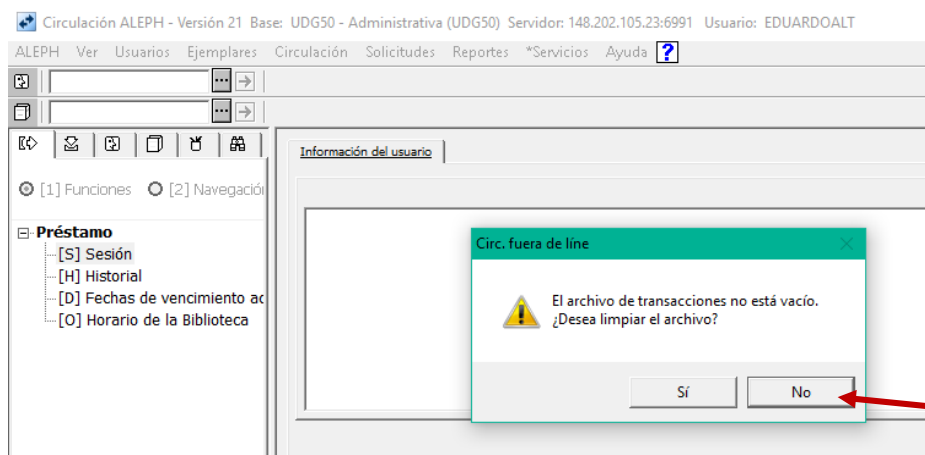 Circulación ALEPH - Versión 21 Base: UDG50 - Administrativa (UDG50) Servidor: 148.202.105.23:6991 Usuario: EDUARDOALT
ALEPH Ver Usuarios Ejemplares Circulación Solicitudes Reportes *Servicios Ayuda ?
Información del usuario
[1] Funciones [2] Navegació
Préstamo
[S] Sesión
[H] Historial
[D] Fechas de vencimiento ac
[O] Horario de la Biblioteca
Circ. fuera de líne
El archivo de transacciones no está vacío.
¿Desea limpiar el archivo?
Sí No